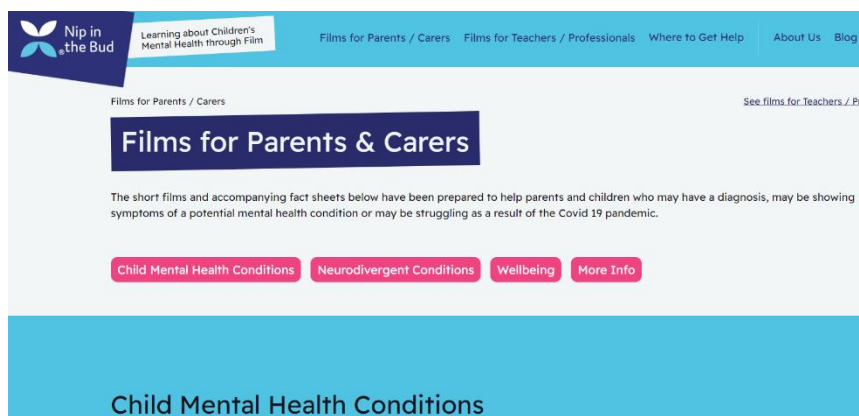 Nip in
the Bud
®
Learning about Children's
Mental Health through Film
Films for Parents / Carers Films for Teachers / Professionals Where to Get Help About Us Blog
Films for Parents / Carers
See films for Teachers / P
Films for Parents & Carers
The short films and accompanying fact sheets below have been prepared to help parents and children who may have a diagnosis, may be showing
symptoms of a potential mental health condition or may be struggling as a result of the Covid 19 pandemic.
Child Mental Health Conditions Neurodivergent Conditions Wellbeing More Info
Child Mental Health Conditions